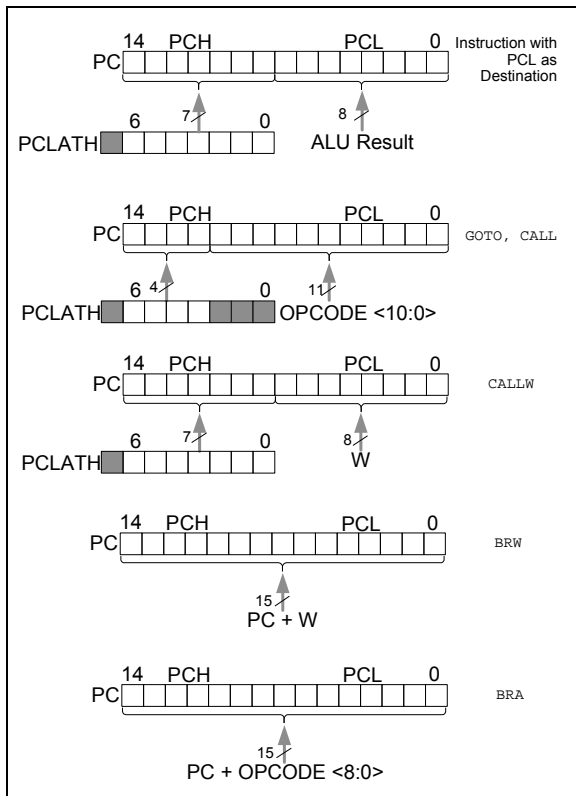 14 PCH PCL 0
PC
Instruction with
PCL as
Destination
7 8
6 0
PCLATH
ALU Result
14 PCH PCL 0
PC
GOTO, CALL
4 11
6 0
PCLATH
OPCODE <10:0>
14 PCH PCL 0
PC
CALLW
7 8
6 0
PCLATH
W
14 PCH PCL 0
PC
BRW
15
PC + W
14 PCH PCL 0
PC
BRA
15
PC + OPCODE <8:0>